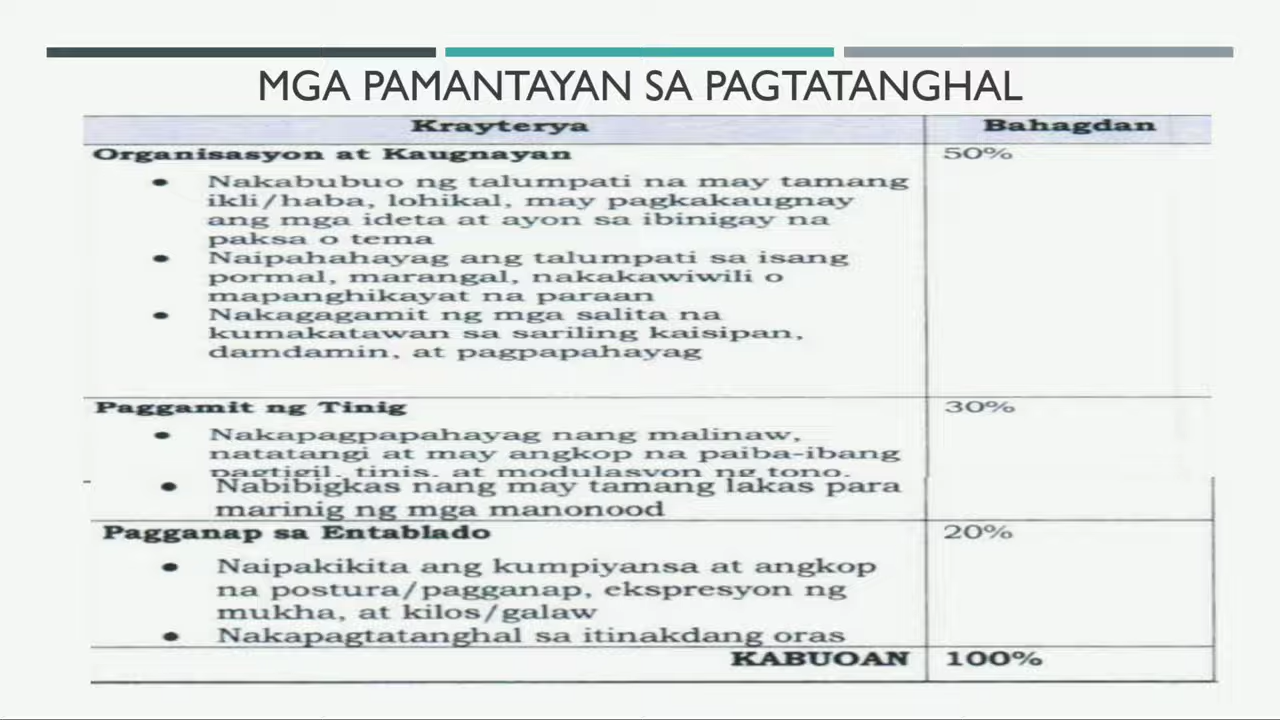 MGA PAMANTAYAN SA PAGTATANGHAL
Krayterya Bahagdan
Organisasyon at Kaugnayan 50%
• Nakabubuo ng talumpati na may tamang
ikli/haba, lohikal, may pagkakaugnay
ang mga ideta at ayon sa ibinigay na
paksa o tema
• Naipahahayag ang talumpati sa isang
pormal, marangal, nakakawiwili o
mapanghikayat na paraan
• Nakagagamit ng mga salita na
kumakatawan sa sariling kaisipan,
damdamin, at pagpapahayag
Paggamit ng Tinig 30%
• Nakapagpapahayag nang malinaw,
natatangi at may angkop na paiba-ibang
pagtigil, tinis, at modulasyon ng tono.
• Nabibigkas nang may tamang lakas para
marinig ng mga manonood
Pagganap sa Entablado 20%
• Naipakikita ang kumpiyansa at angkop
na postura/pagganap, ekspresyon ng
mukha, at kilos/galaw
• Nakapagtatanghal sa itinakdang oras
KABUOAN 100%